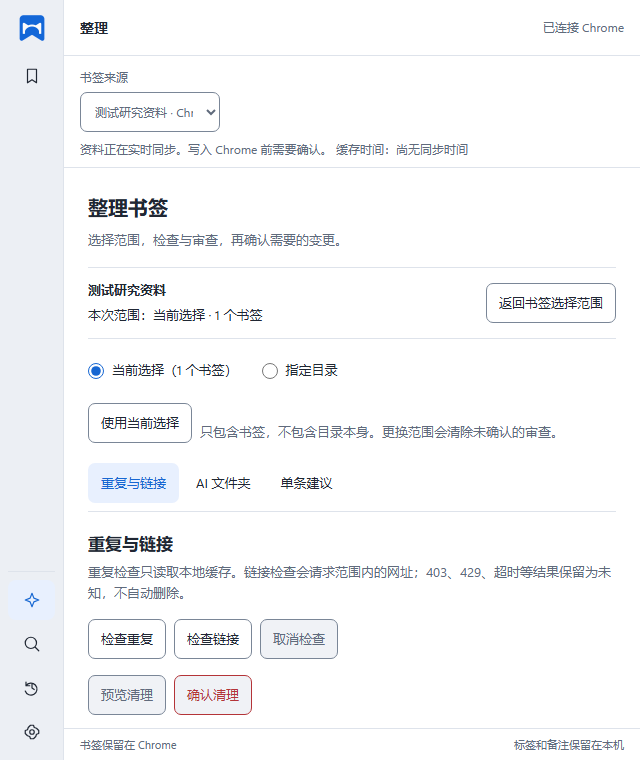 整理
已连接 Chrome
书签来源
测试研究资料 · Chr
资料正在实时同步。写入 Chrome 前需要确认。 缓存时间：尚无同步时间
整理书签
选择范围，检查与审查，再确认需要的变更。
测试研究资料
本次范围：当前选择 · 1 个书签
返回书签选择范围
当前选择（1 个书签）
指定目录
使用当前选择
只包含书签，不包含目录本身。更换范围会清除未确认的审查。
重复与链接
AI 文件夹
单条建议
重复与链接
重复检查只读取本地缓存。链接检查会请求范围内的网址；403、429、超时等结果保留为未
知，不自动删除。
检查重复
检查链接
取消检查
预览清理
确认清理
书签保留在 Chrome
标签和备注保留在本机